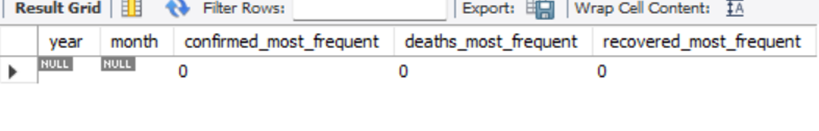 Result Grid Filter Rows: Export: Wrap Cell Content:
year month confirmed_most_frequent deaths_most_frequent recovered_most_frequent
NULL NULL 0 0 0